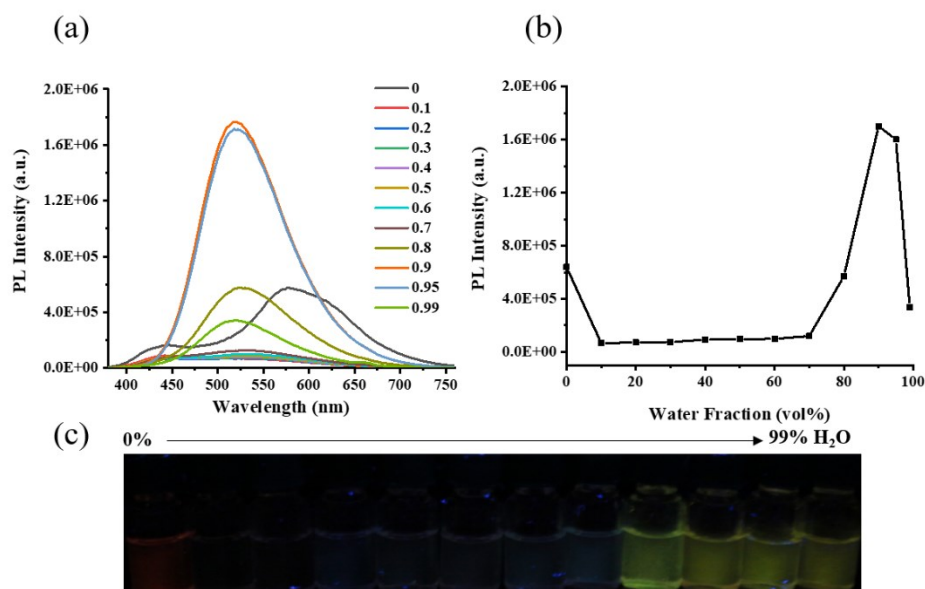 (a)
(b)
2.0E+06
1.6E+06
1.2E+06
8.0E+05
4.0E+05
0.0E+00
PL Intensity (a.u.)
400 450 500 550 600 650 700 750
Wavelength (nm)
0
0.1
0.2
0.3
0.4
0.5
0.6
0.7
0.8
0.9
0.95
0.99
2.0E+06
1.6E+06
1.2E+06
8.0E+05
4.0E+05
0.0E+00
PL Intensity (a.u.)
0 20 40 60 80 100
Water Fraction (vol%)
(c)
0% 99% H₂O